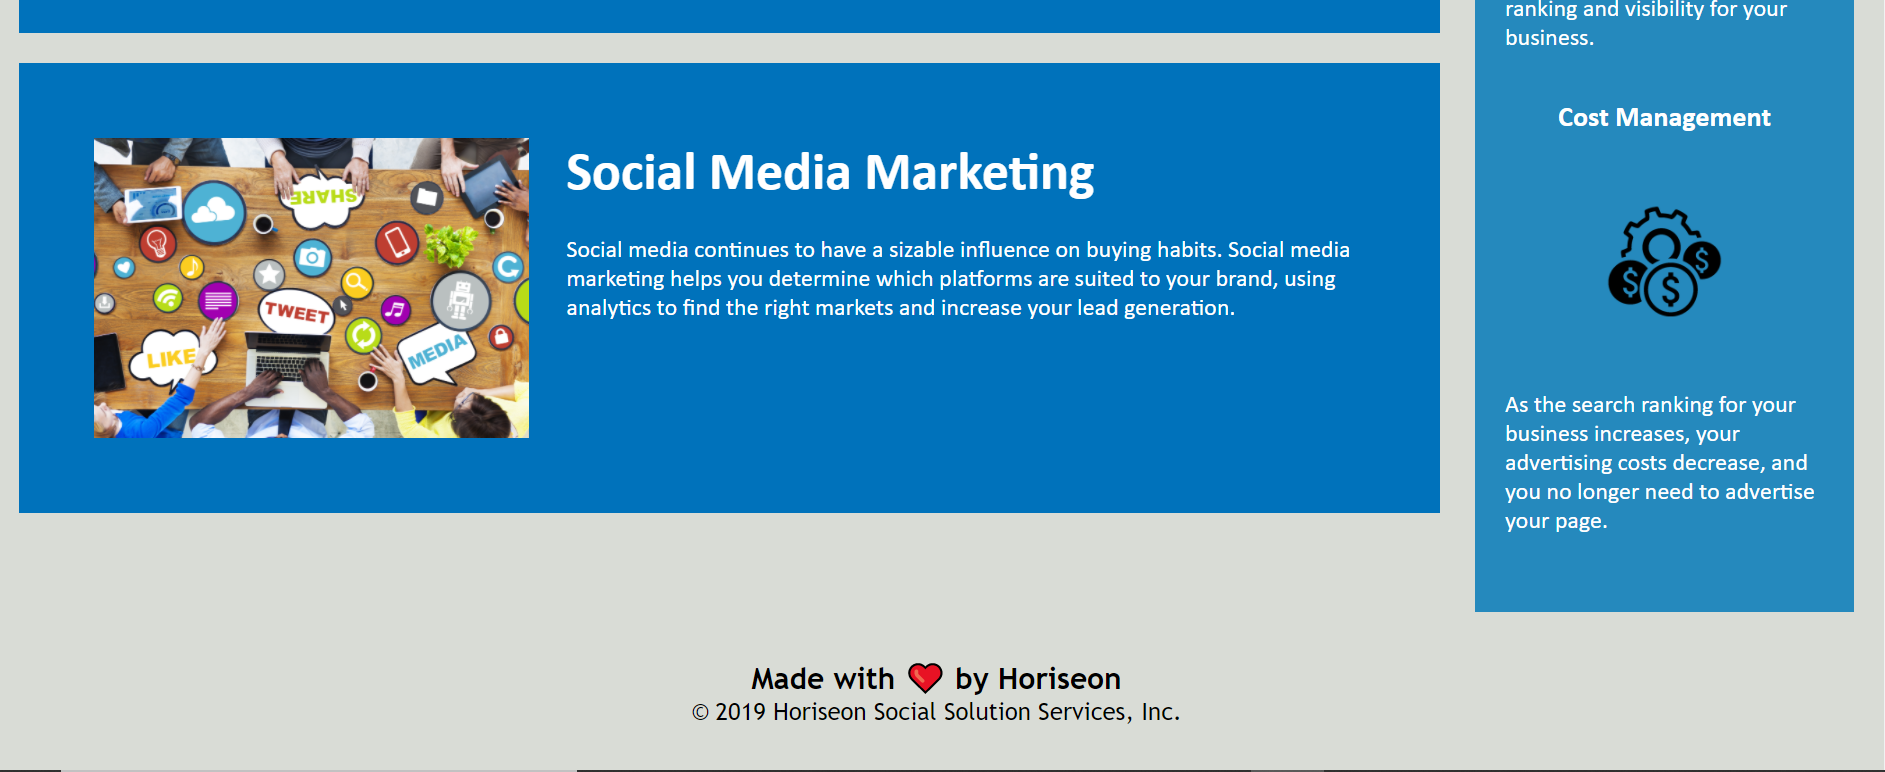 ranking and visibility for your
business.
Social Media Marketing
Social media continues to have a sizable influence on buying habits. Social media
marketing helps you determine which platforms are suited to your brand, using
analytics to find the right markets and increase your lead generation.
SHARE
TWEET
LIKE
MEDIA
Cost Management
$
$
$
As the search ranking for your
business increases, your
advertising costs decrease, and
you no longer need to advertise
your page.
Made with ❤️ by Horiseon
© 2019 Horiseon Social Solution Services, Inc.